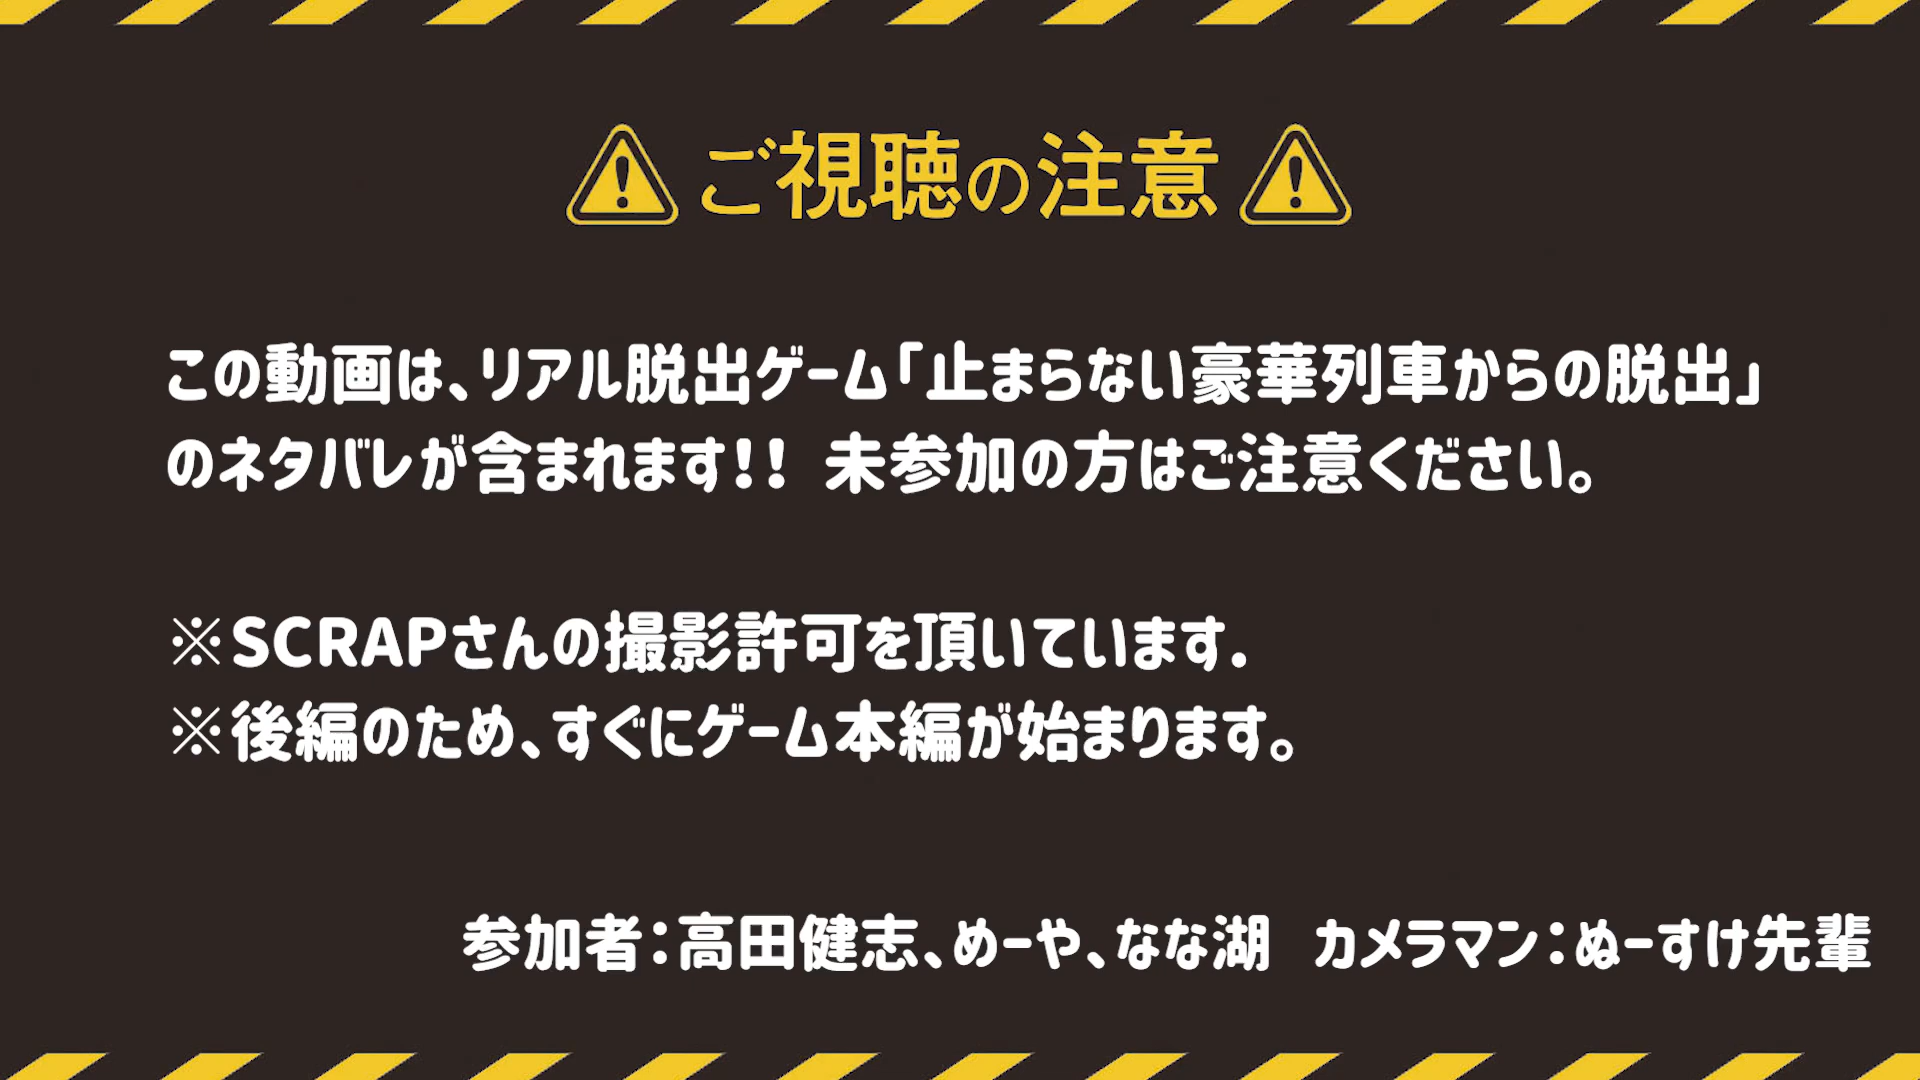 ご視聴の注意
この動画は、リアル脱出ゲーム「止まらない豪華列車からの脱出」
のネタバレが含まれます！！ 未参加の方はご注意ください。
※SCRAPさんの撮影許可を頂いています.
※後編のため、すぐにゲーム本編が始まります。
参加者：高田健志、めーや、なな湖　カメラマン：ぬーすけ先輩